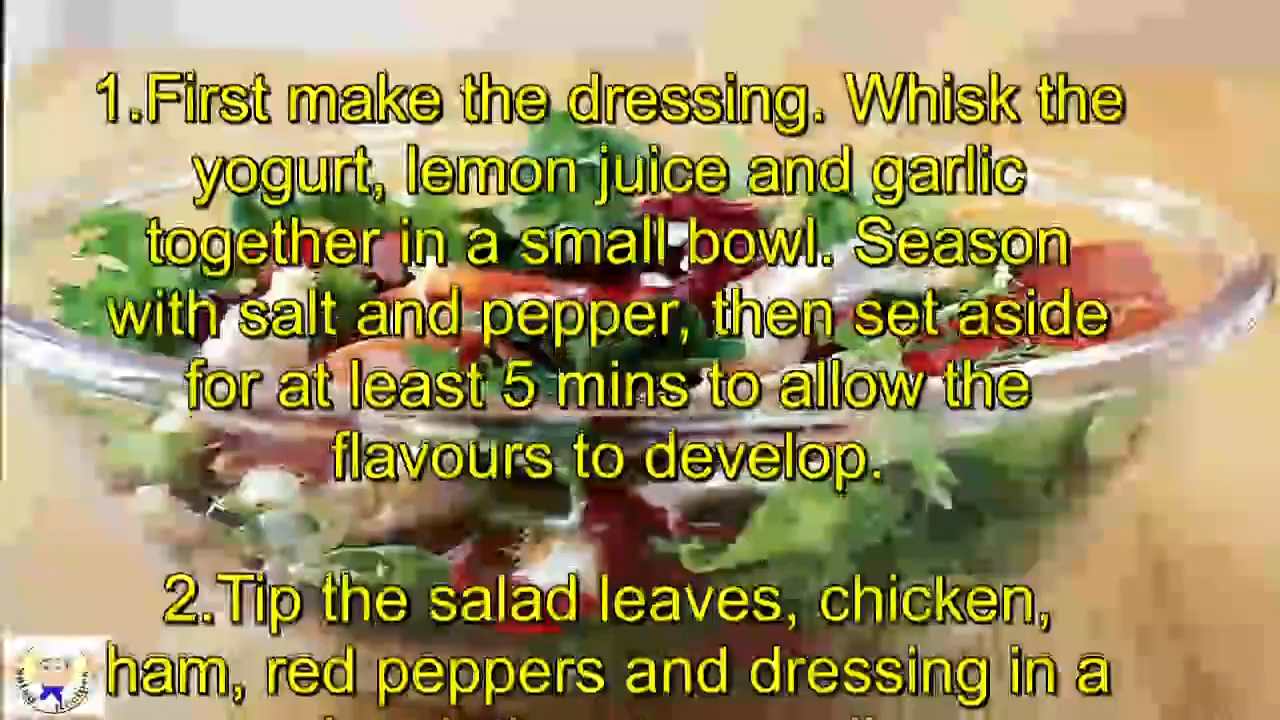 1.First make the dressing. Whisk the
yogurt, lemon juice and garlic
together in a small bowl. Season
with salt and pepper, then set aside
for at least 5 mins to allow the
flavours to develop.
2.Tip the salad leaves, chicken,
ham, red peppers and dressing in a